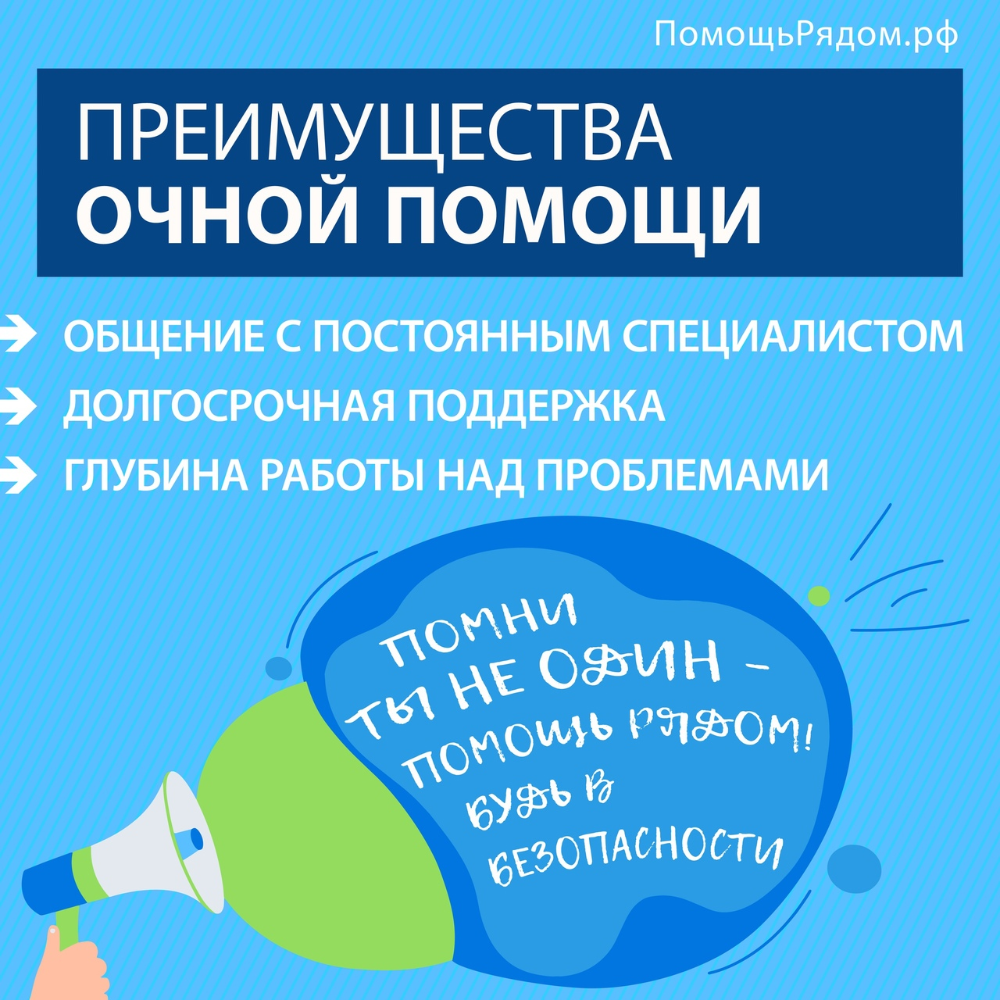 ПомощьРядом.рф
ПРЕИМУЩЕСТВА
ОЧНОЙ ПОМОЩИ
ОБЩЕНИЕ С ПОСТОЯННЫМ СПЕЦИАЛИСТОМ
ДОЛГОСРОЧНАЯ ПОДДЕРЖКА
ГЛУБИНА РАБОТЫ НАД ПРОБЛЕМАМИ
ПОМНИ
ТЫ НЕ ОДИН –
ПОМОЩЬ РЯДОМ!
БУДЬ В
БЕЗОПАСНОСТИ